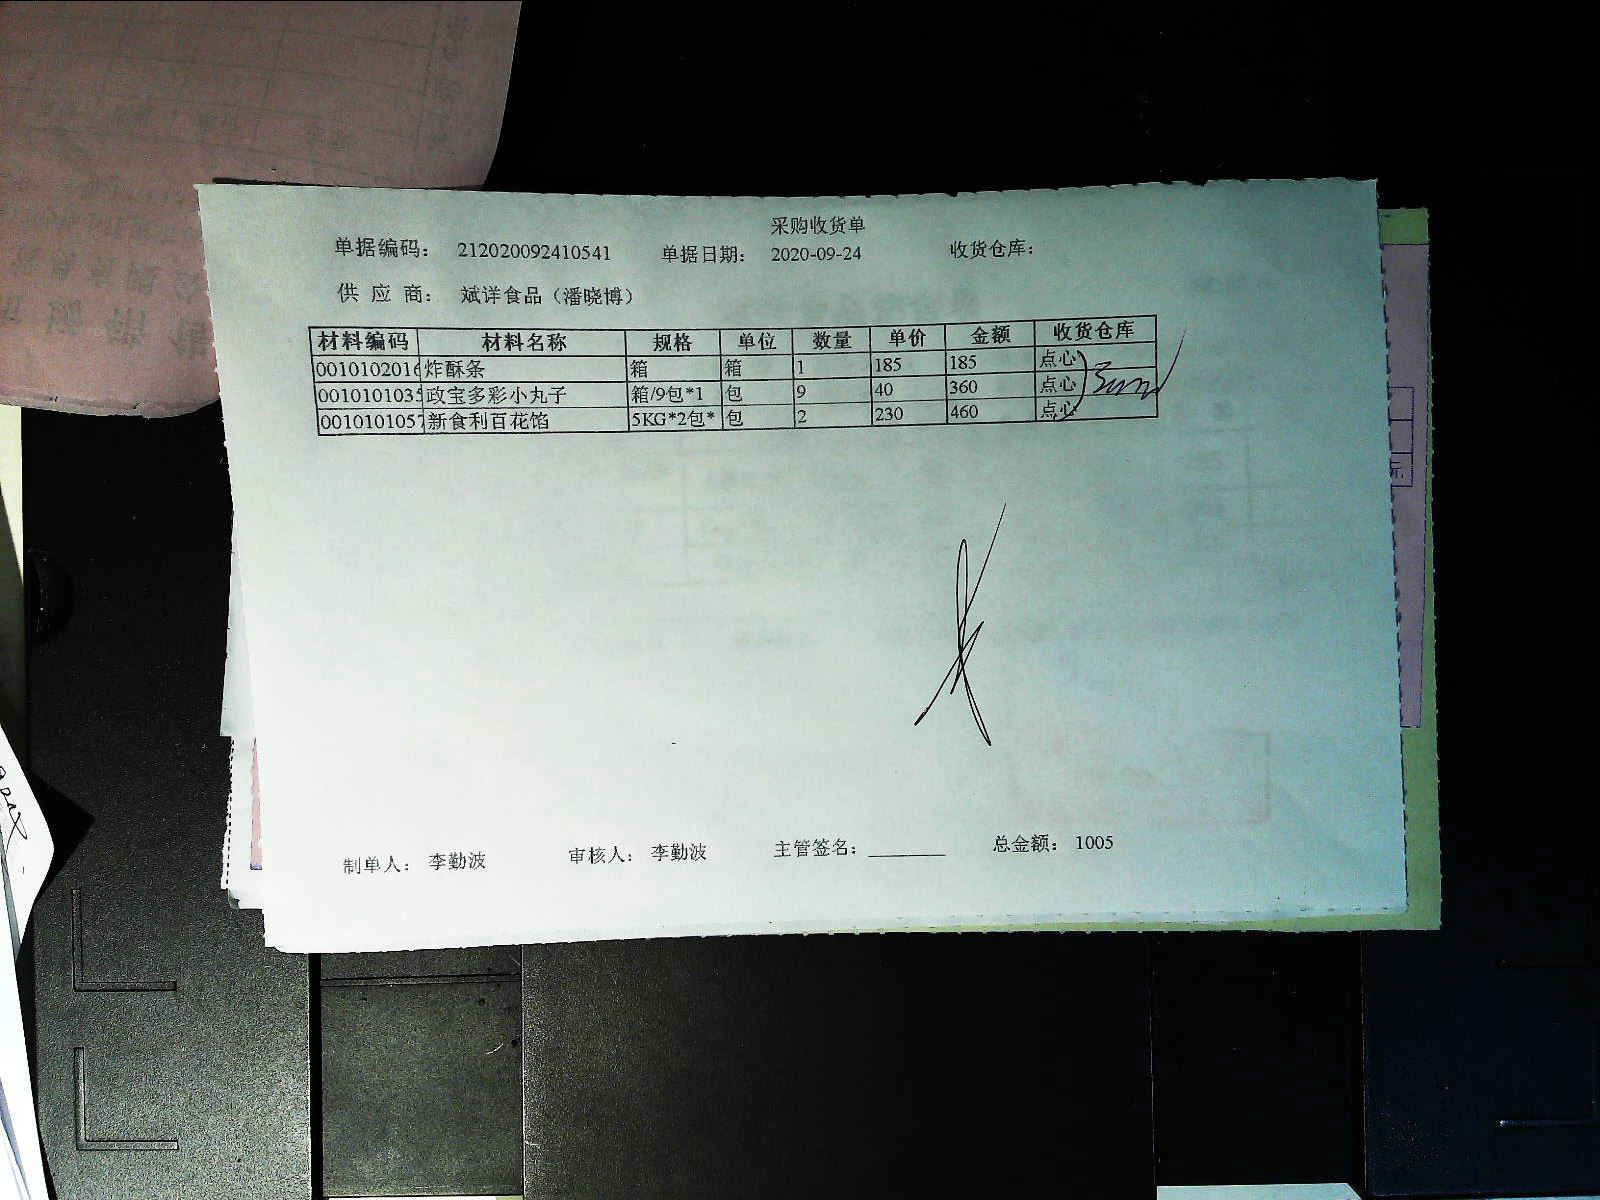 采购收货单
单据编码: 212020092410541 单据日期: 2020-09-24 收货仓库:
供 应 商: 斌详食品（潘晓博）
材料编码 材料名称 规格 单位 数量 单价 金额 收货仓库
0010102016 炸酥条 箱 箱 1 185 185 点心
0010101035 政宝多彩小丸子 箱/9包*1 包 9 40 360 点心
0010101057 新食利百花馅 5KG*2包* 包 2 230 460 点心
制单人: 李勤波 审核人: 李勤波 主管签名: 总金额: 1005